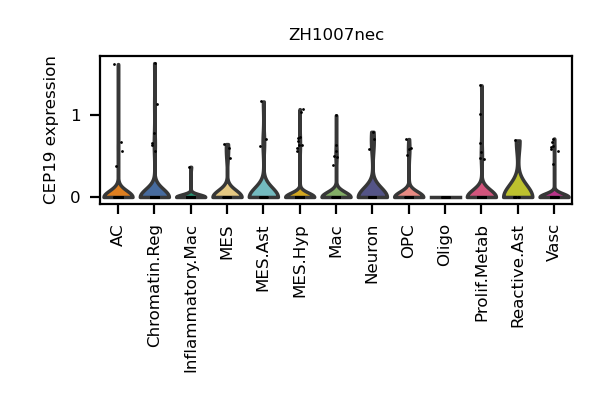 ZH1007nec
CEP19 expression
1
0
AC
Chromatin.Reg
Inflammatory.Mac
MES
MES.Ast
MES.Hyp
Mac
Neuron
OPC
Oligo
Prolif.Metab
Reactive.Ast
Vasc